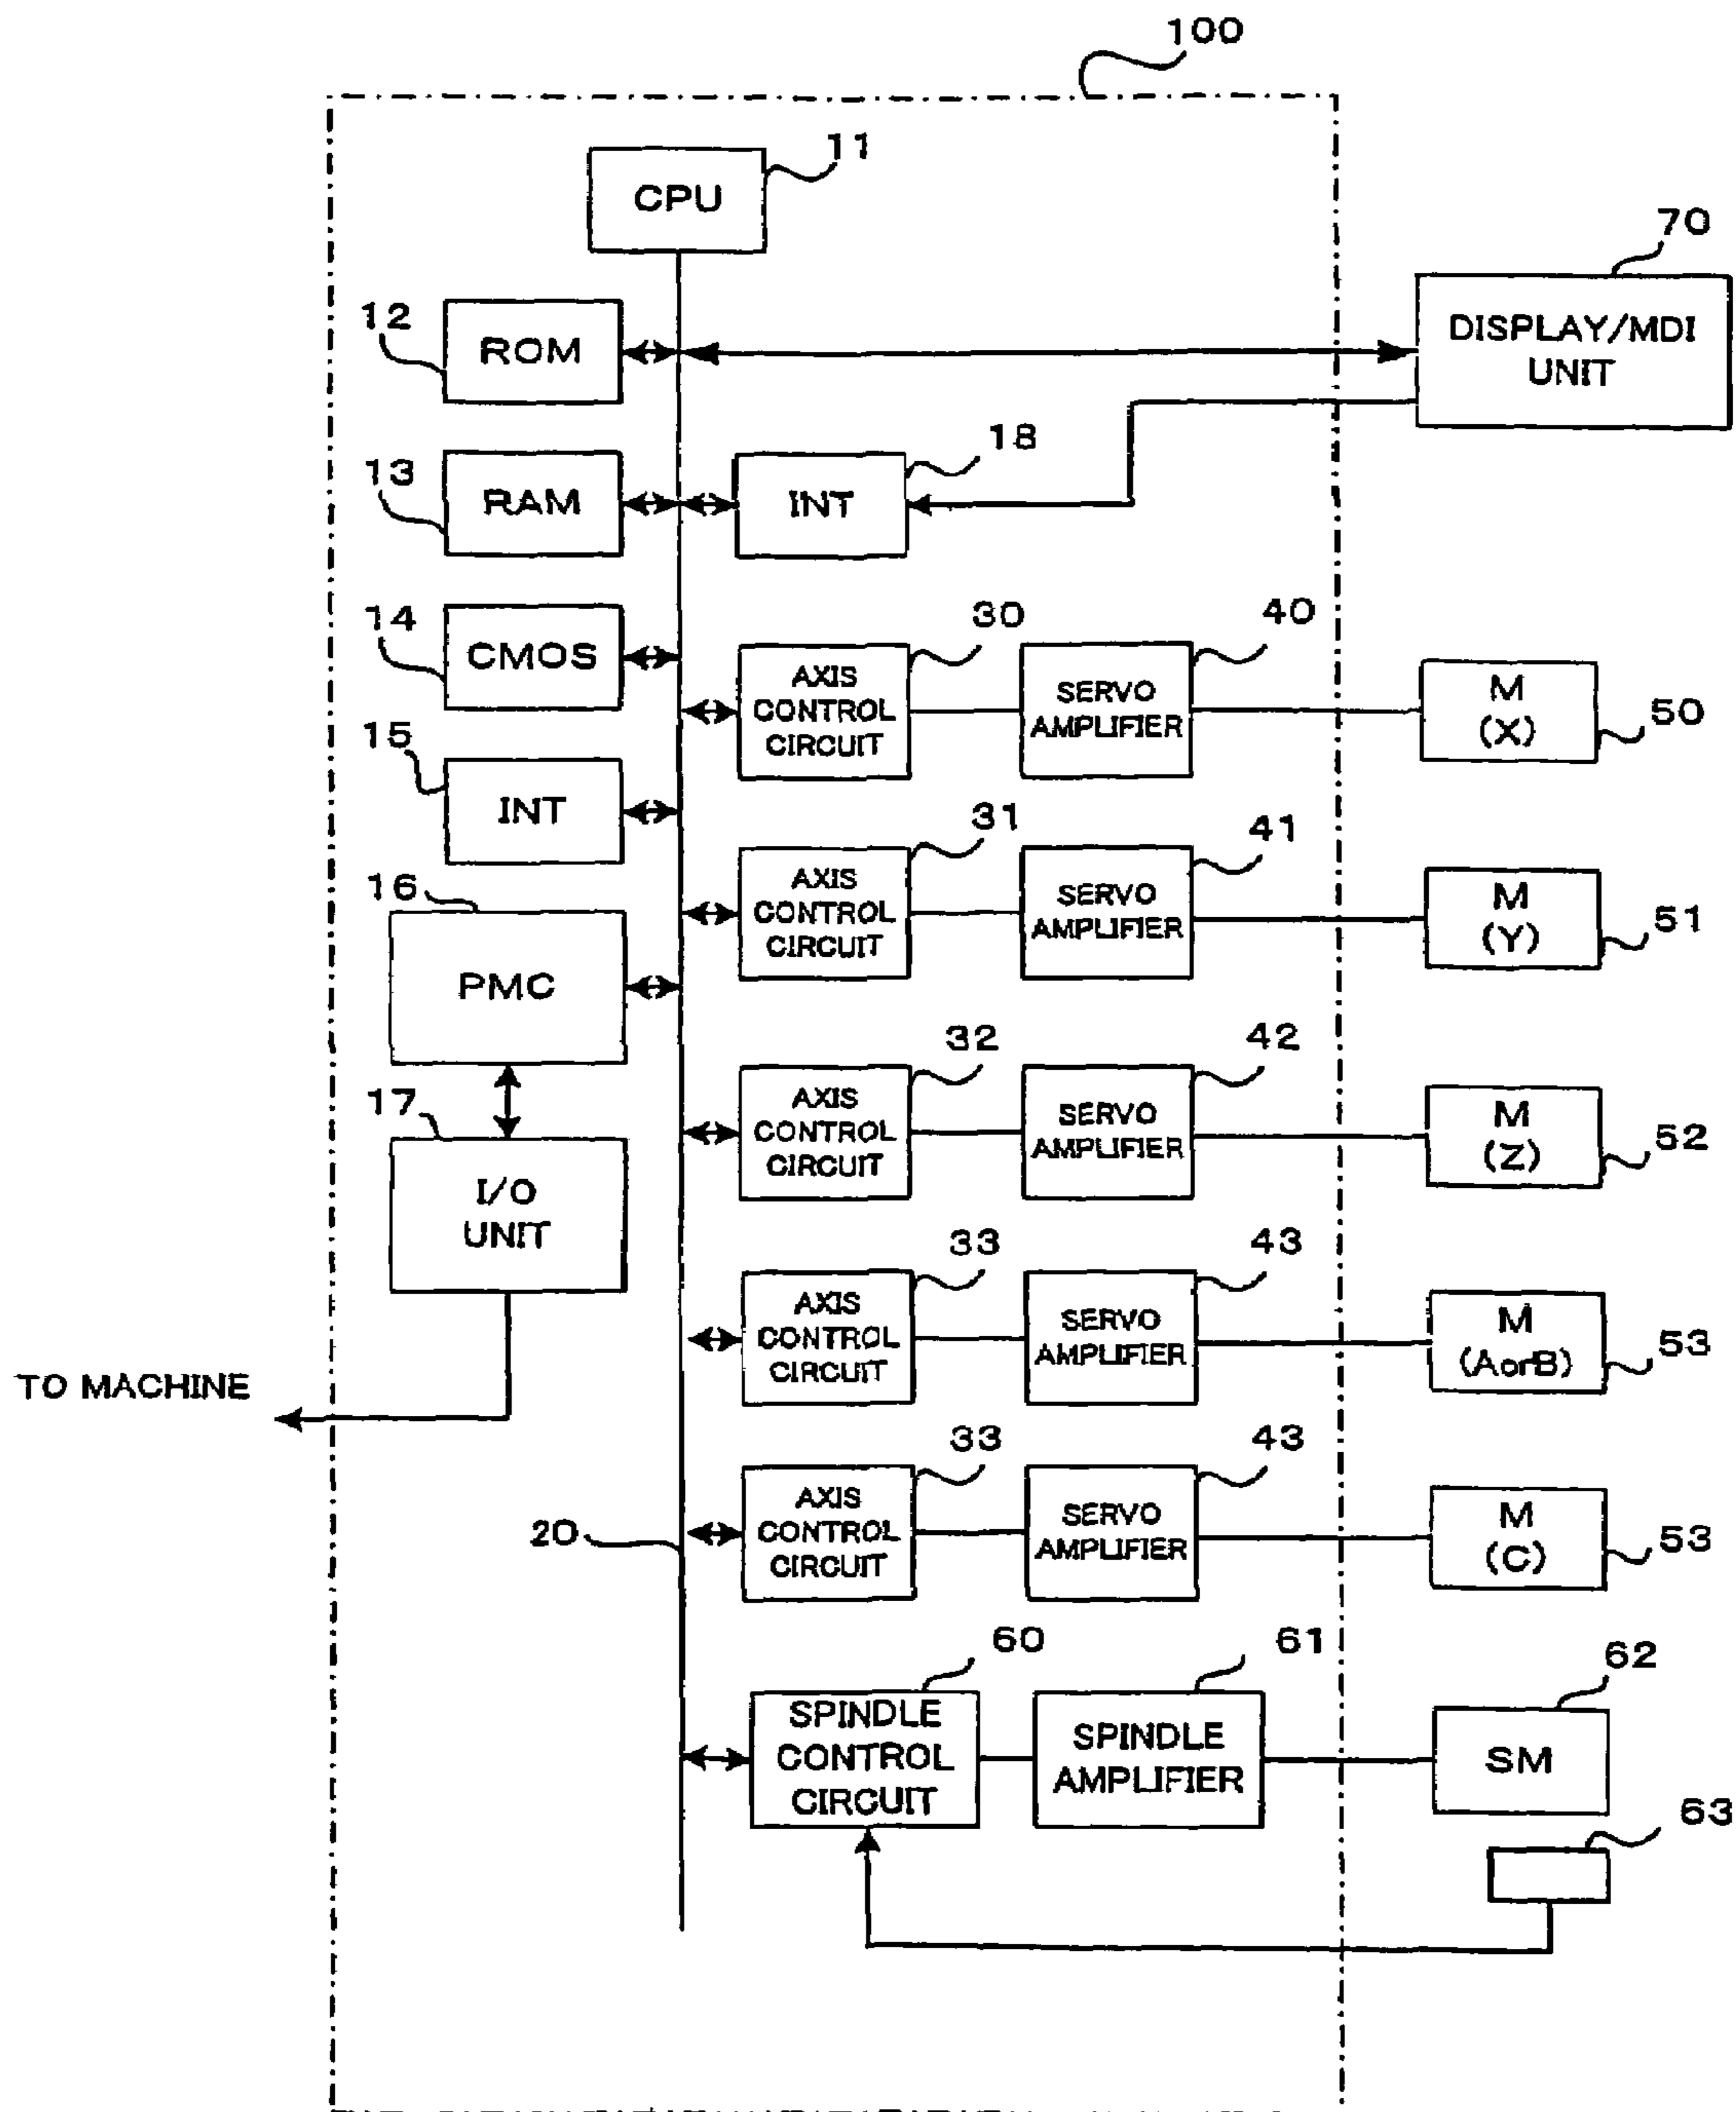 100
11
CPU
70
DISPLAY/MDI
UNIT
12
ROM
18
13
RAM
INT
14
CMOS
30
40
AXIS
CONTROL
CIRCUIT
SERVO
AMPLIFIER
M
(X)
50
15
INT
31
41
AXIS
CONTROL
CIRCUIT
SERVO
AMPLIFIER
M
(Y)
51
16
PMC
32
42
AXIS
CONTROL
CIRCUIT
SERVO
AMPLIFIER
M
(Z)
52
17
I/O
UNIT
33
43
AXIS
CONTROL
CIRCUIT
SERVO
AMPLIFIER
M
(AorB)
53
TO MACHINE
33
43
AXIS
CONTROL
CIRCUIT
SERVO
AMPLIFIER
M
(C)
53
20
60
61
62
SPINDLE
CONTROL
CIRCUIT
SPINDLE
AMPLIFIER
SM
63